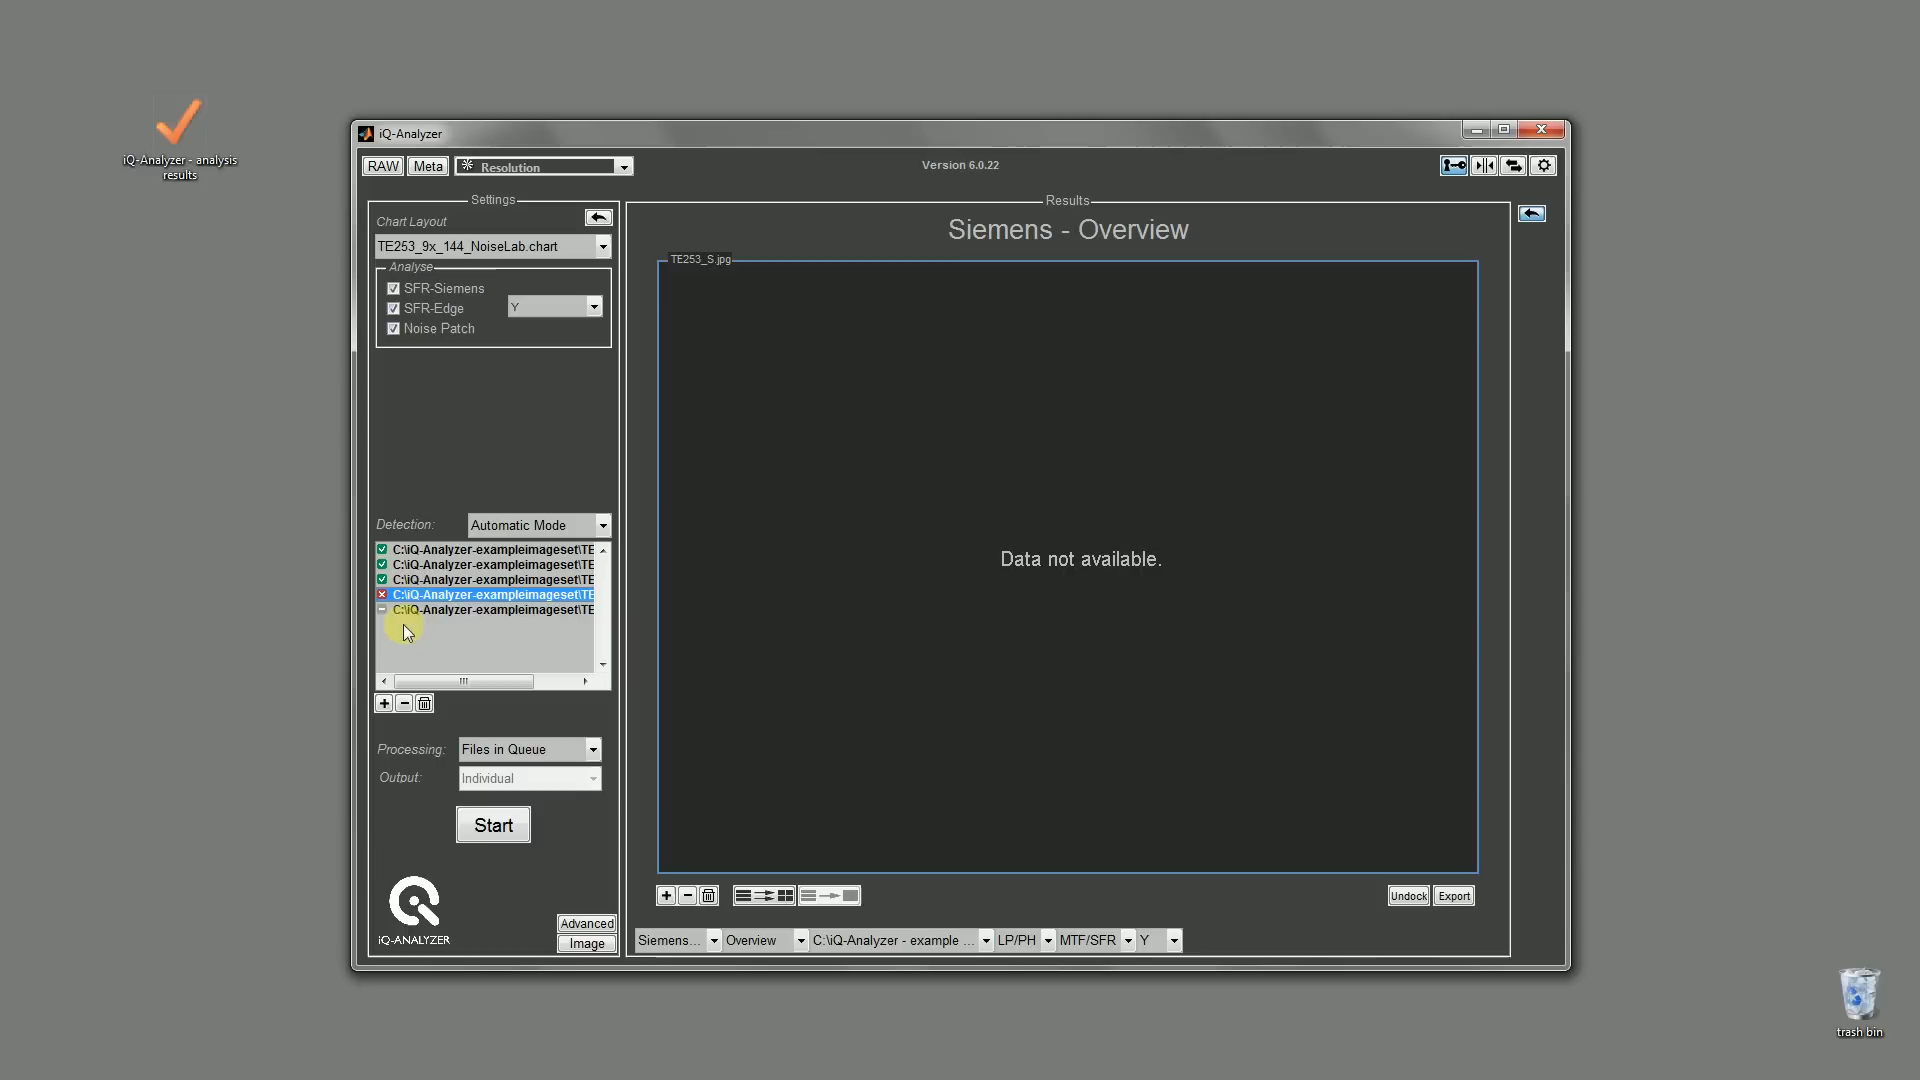 iQ-Analyzer - analysis
results
iQ-Analyzer
RAW
Meta
Resolution
Version 6.0.22
Settings
Chart Layout
TE253_9x_144_NoiseLab.chart
Analyse
SFR-Siemens
SFR-Edge
Y
Noise Patch
Detection:
Automatic Mode
C:\iQ-Analyzer-exampleimageset\TE
C:\iQ-Analyzer-exampleimageset\TE
C:\iQ-Analyzer-exampleimageset\TE
C:\iQ-Analyzer-exampleimageset\TE
C:\iQ-Analyzer-exampleimageset\TE
Processing:
Files in Queue
Output:
Individual
Start
iQ-ANALYZER
Advanced
Image
Results
Siemens - Overview
TE253_S.jpg
Data not available.
Undock
Export
Siemens...
Overview
C:\iQ-Analyzer - example ...
LP/PH
MTF/SFR
Y
trash bin